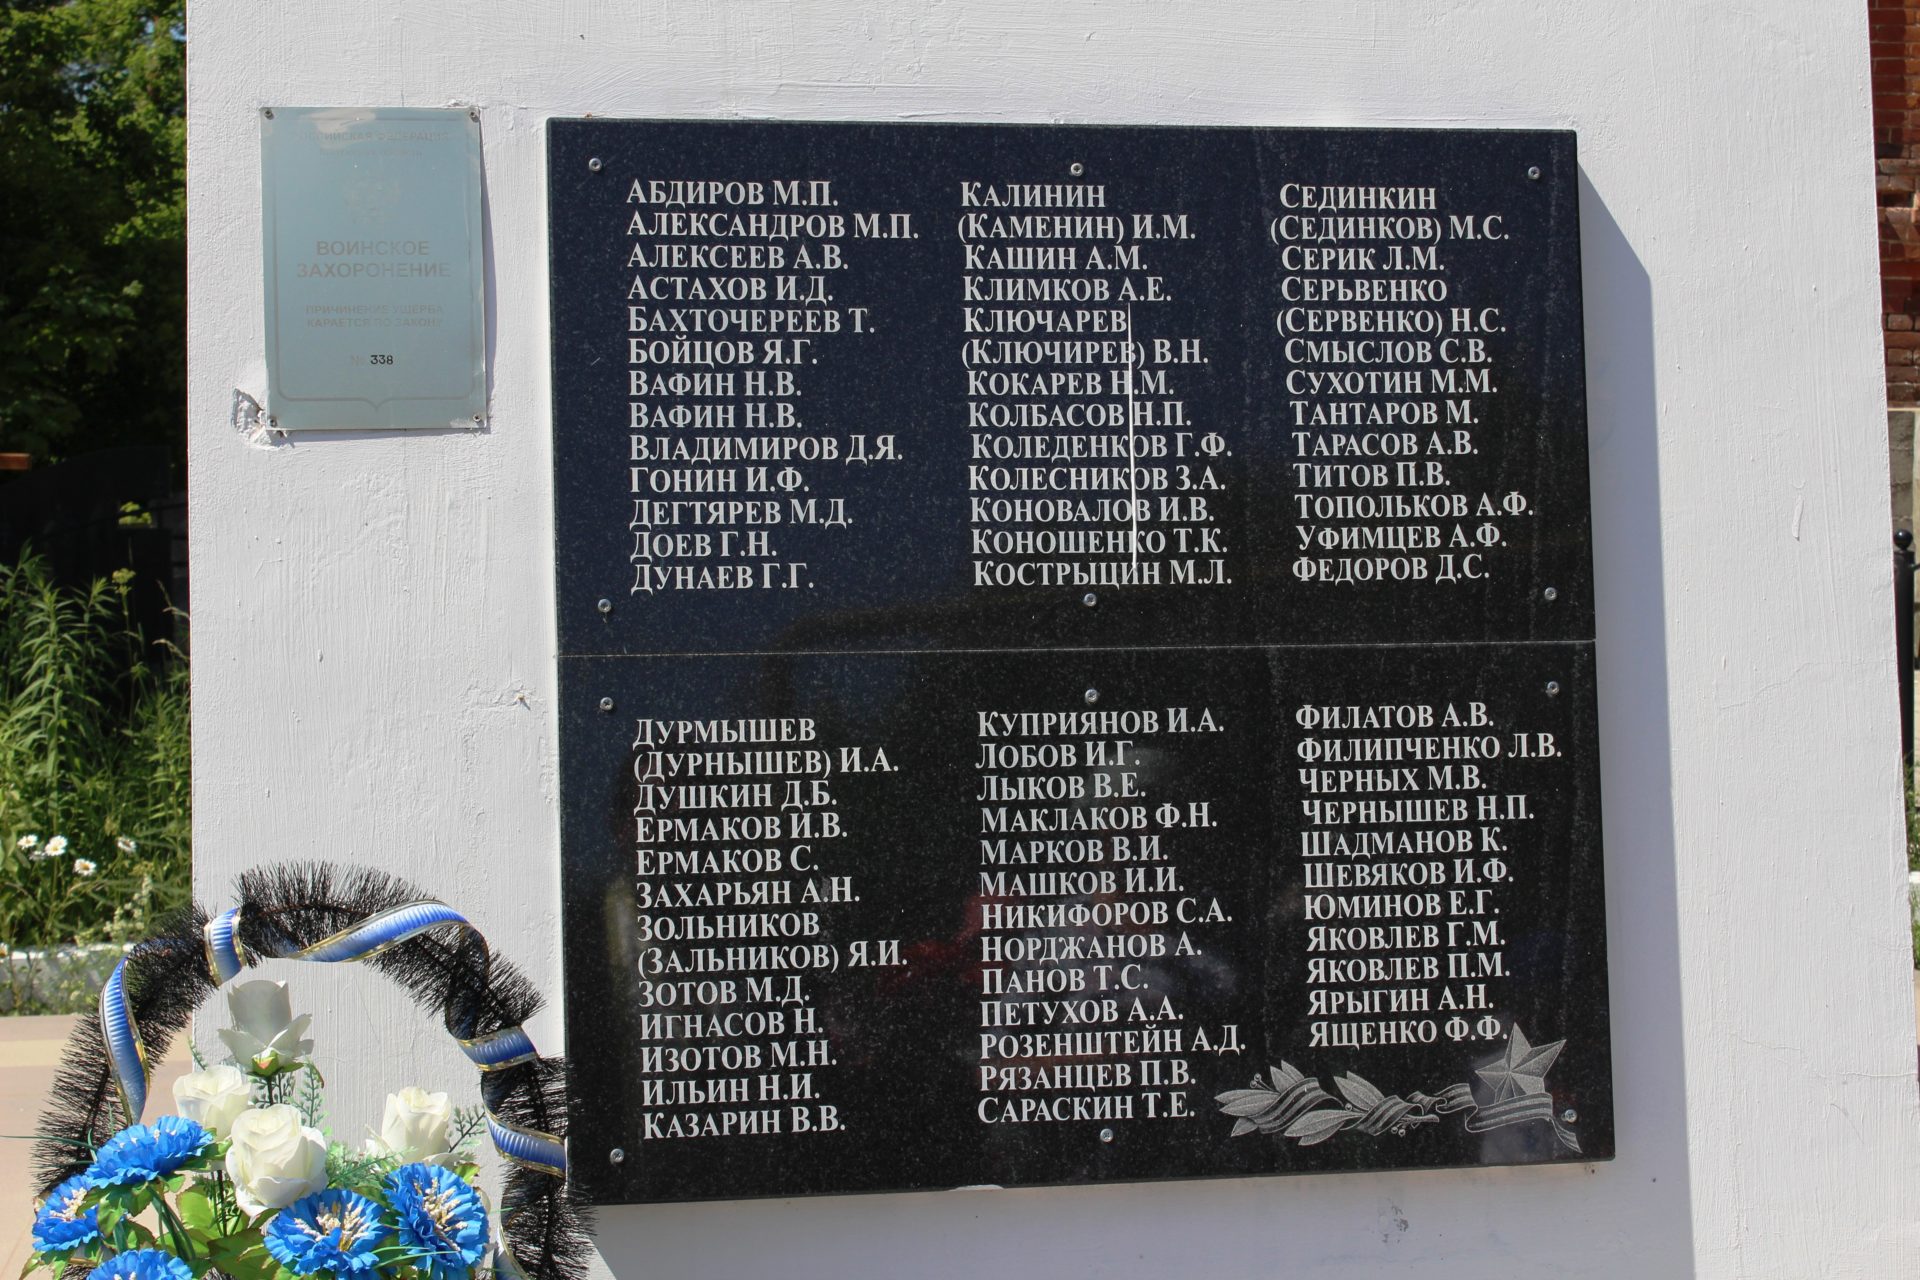 РОССИЙСКАЯ ФЕДЕРАЦИЯ
ВОИНСКОЕ
ЗАХОРОНЕНИЕ
ПРИЧИНЕНИЕ УЩЕРБА
КАРАЕТСЯ ПО ЗАКОНУ
№ 338
АБДИРОВ М.П.
АЛЕКСАНДРОВ М.П.
АЛЕКСЕЕВ А.В.
АСТАХОВ И.Д.
БАХТОЧЕРЕЕВ Т.
БОЙЦОВ Я.Г.
ВАФИН Н.В.
ВАФИН Н.В.
ВЛАДИМИРОВ Д.Я.
ГОНИН И.Ф.
ДЕГТЯРЕВ М.Д.
ДОЕВ Г.Н.
ДУНАЕВ Г.Г.
КАЛИНИН
(КАМЕНИН) И.М.
КАШИН А.М.
КЛИМКОВ А.Е.
КЛЮЧАРЕВ
(КЛЮЧИРЕВ) В.Н.
КОКАРЕВ Н.М.
КОЛБАСОВ Н.П.
КОЛЕДЕНКОВ Г.Ф.
КОЛЕСНИКОВ З.А.
КОНОВАЛОВ И.В.
КОНОШЕНКО Т.К.
КОСТРЫЦИН М.Л.
СЕДИНКИН
(СЕДИНКОВ) М.С.
СЕРИК Л.М.
СЕРЬВЕНКО
(СЕРВЕНКО) Н.С.
СМЫСЛОВ С.В.
СУХОТИН М.М.
ТАНТАРОВ М.
ТАРАСОВ А.В.
ТИТОВ П.В.
ТОПОЛЬКОВ А.Ф.
УФИМЦЕВ А.Ф.
ФЕДОРОВ Д.С.
ДУРМЫШЕВ
(ДУРНЫШЕВ) И.А.
ДУШКИН Д.Б.
ЕРМАКОВ И.В.
ЕРМАКОВ С.
ЗАХАРЬЯН А.Н.
ЗОЛЬНИКОВ
(ЗАЛЬНИКОВ) Я.И.
ЗОТОВ М.Д.
ИГНАСОВ Н.
ИЗОТОВ М.Н.
ИЛЬИН Н.И.
КАЗАРИН В.В.
КУПРИЯНОВ И.А.
ЛОБОВ И.Г.
ЛЫКОВ В.Е.
МАКЛАКОВ Ф.Н.
МАРКОВ В.И.
МАШКОВ И.И.
НИКИФОРОВ С.А.
НОРДЖАНОВ А.
ПАНОВ Т.С.
ПЕТУХОВ А.А.
РОЗЕНШТЕЙН А.Д.
РЯЗАНЦЕВ П.В.
САРАСКИН Т.Е.
ФИЛАТОВ А.В.
ФИЛИПЧЕНКО Л.В.
ЧЕРНЫХ М.В.
ЧЕРНЫШЕВ Н.П.
ШАДМАНОВ К.
ШЕВЯКОВ И.Ф.
ЮМИНОВ Е.Г.
ЯКОВЛЕВ Г.М.
ЯКОВЛЕВ П.М.
ЯРЫГИН А.Н.
ЯЩЕНКО Ф.Ф.